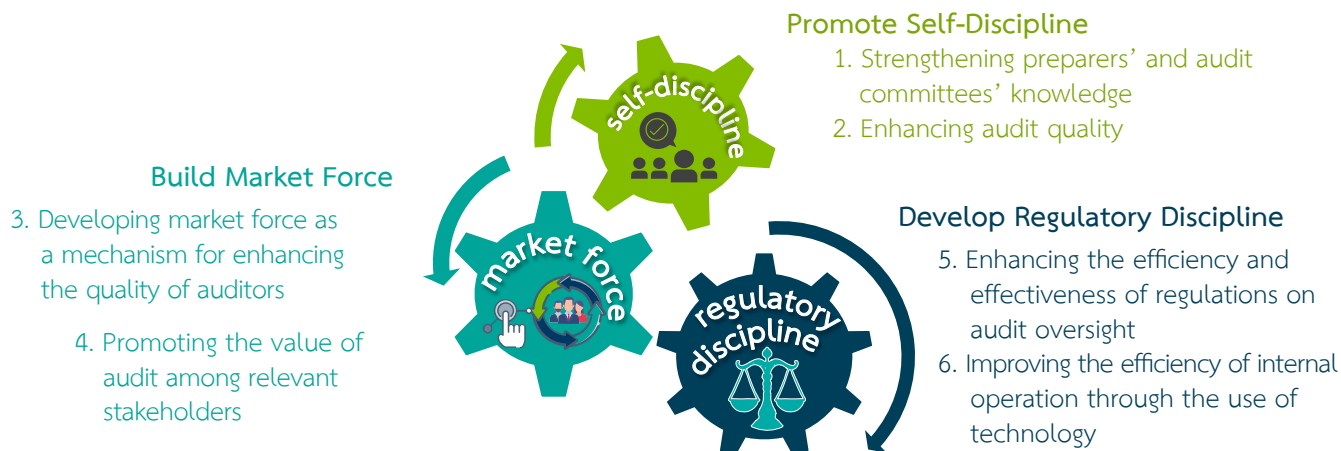 Promote Self-Discipline
1. Strengthening preparers’ and audit
committees’ knowledge
2. Enhancing audit quality
self-discipline
Build Market Force
3. Developing market force as
a mechanism for enhancing
the quality of auditors
4. Promoting the value of
audit among relevant
stakeholders
market force
Develop Regulatory Discipline
5. Enhancing the efficiency and
effectiveness of regulations on
audit oversight
6. Improving the efficiency of internal
operation through the use of
technology
regulatory
discipline